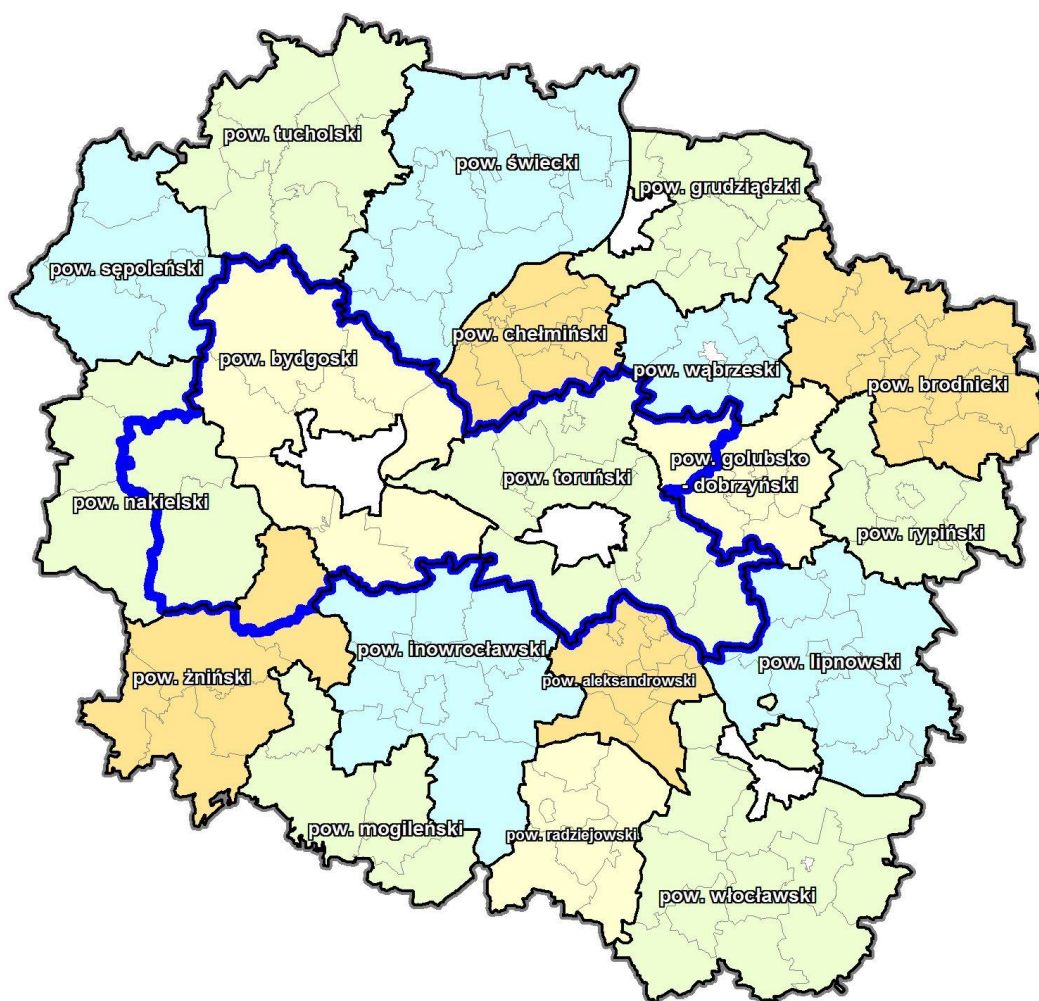 pow. tucholski
pow. świecki
pow. grudziądzki
pow. sępoleński
pow. chełmiński
pow. bydgoski
pow. wąbrzeski
pow. brodnicki
pow. golubsko
- dobrzyński
pow. toruński
pow. nakielski
pow. rypiński
pow. inowrocławski
pow. lipnowski
pow. żniński
pow. aleksandrowski
pow. mogileński
pow. radziejowski
pow. włocławski